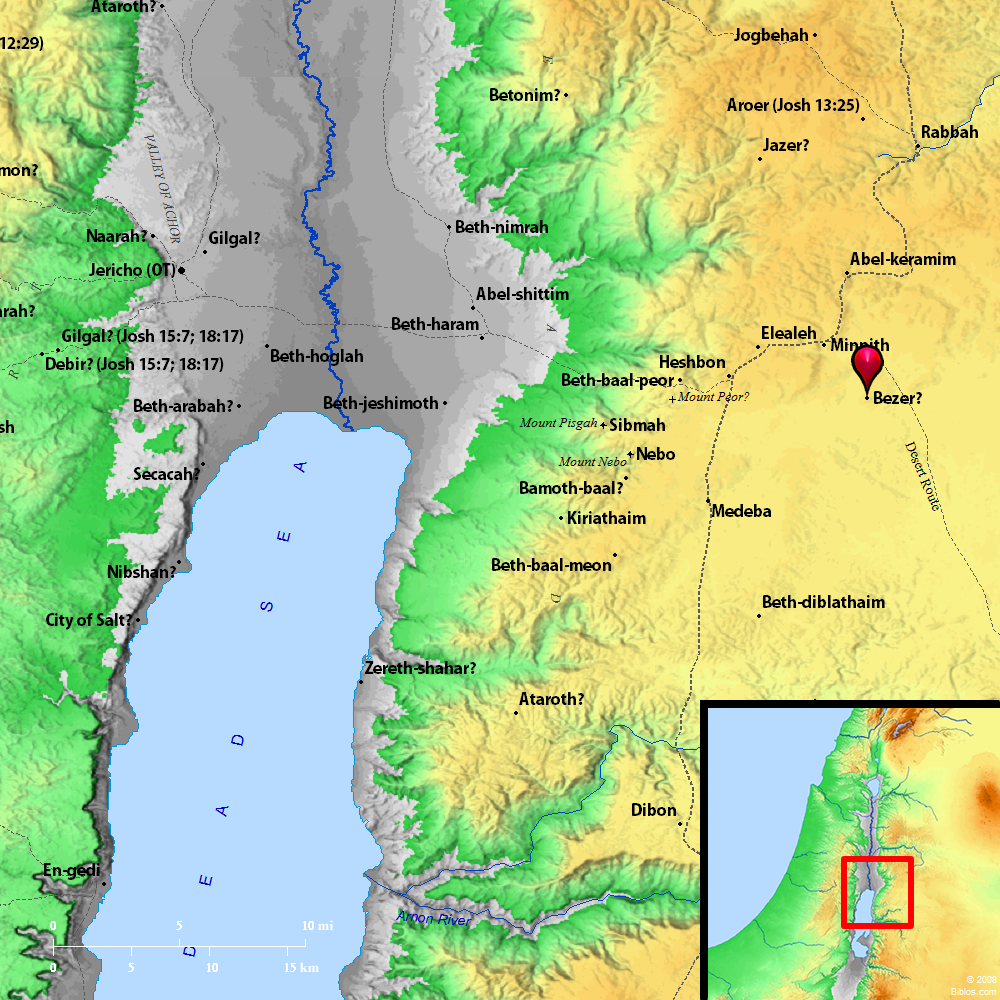 Ataroth?
12:29)
Jogbehah
E
Betonim?
Aroer (Josh 13:25)
Rabbah
Jazer?
VALLEY OF ACHOR
mon?
Naarah?
Gilgal?
Beth-nimrah
Jericho (OT)
Abel-keramim
Abel-shittim
arah?
Beth-haram
A
Gilgal? (Josh 15:7; 18:17)
Elealeh
Minnith
Debir? (Josh 15:7; 18:17)
Beth-hoglah
Heshbon
R
Beth-baal-peor
Mount Peor?
Bezer?
Beth-arabah?
Beth-jeshimoth
Mount Pisgah
Sibmah
sh
Nebo
Mount Nebo
Desert Route
Secacah?
Bamoth-baal?
Medeba
Kiriathaim
Nibshan?
Beth-baal-meon
D
Beth-diblathaim
City of Salt?
Zereth-shahar?
Ataroth?
DEAD SEA
Dibon
En-gedi
Arnon River
0 5 10 mi
0 5 10 15 km
© 2008
Biblos.com